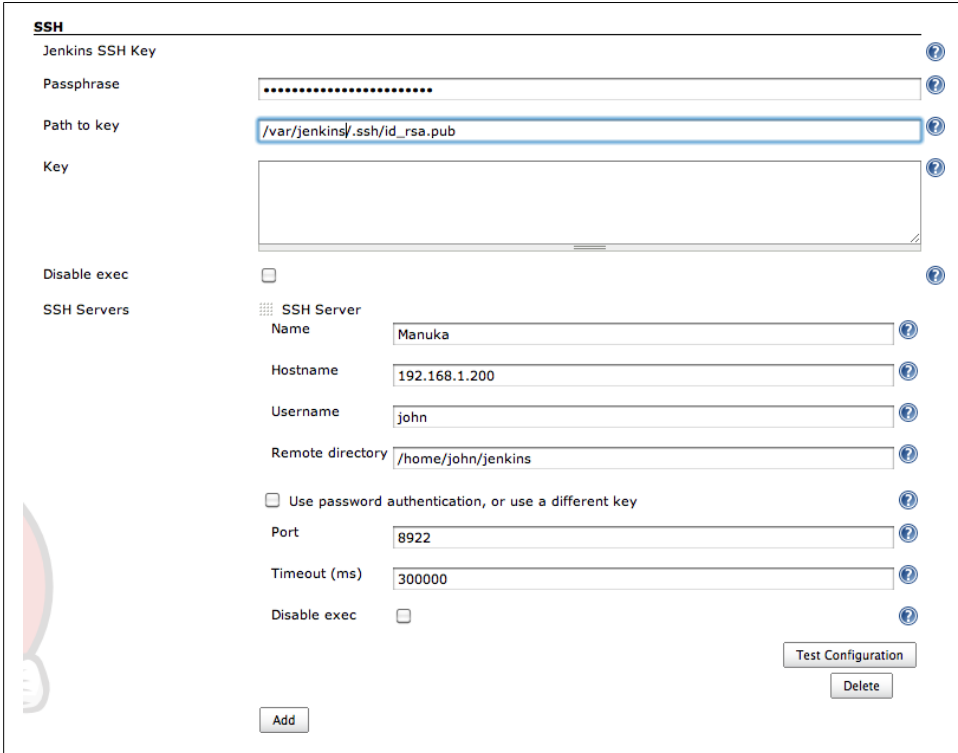 SSH
Jenkins SSH Key
Passphrase
Path to key /var/jenkins/.ssh/id_rsa.pub
Key
Disable exec
SSH Servers SSH Server
Name Manuka
Hostname 192.168.1.200
Username john
Remote directory /home/john/jenkins
Use password authentication, or use a different key
Port 8922
Timeout (ms) 300000
Disable exec
Test Configuration
Delete
Add